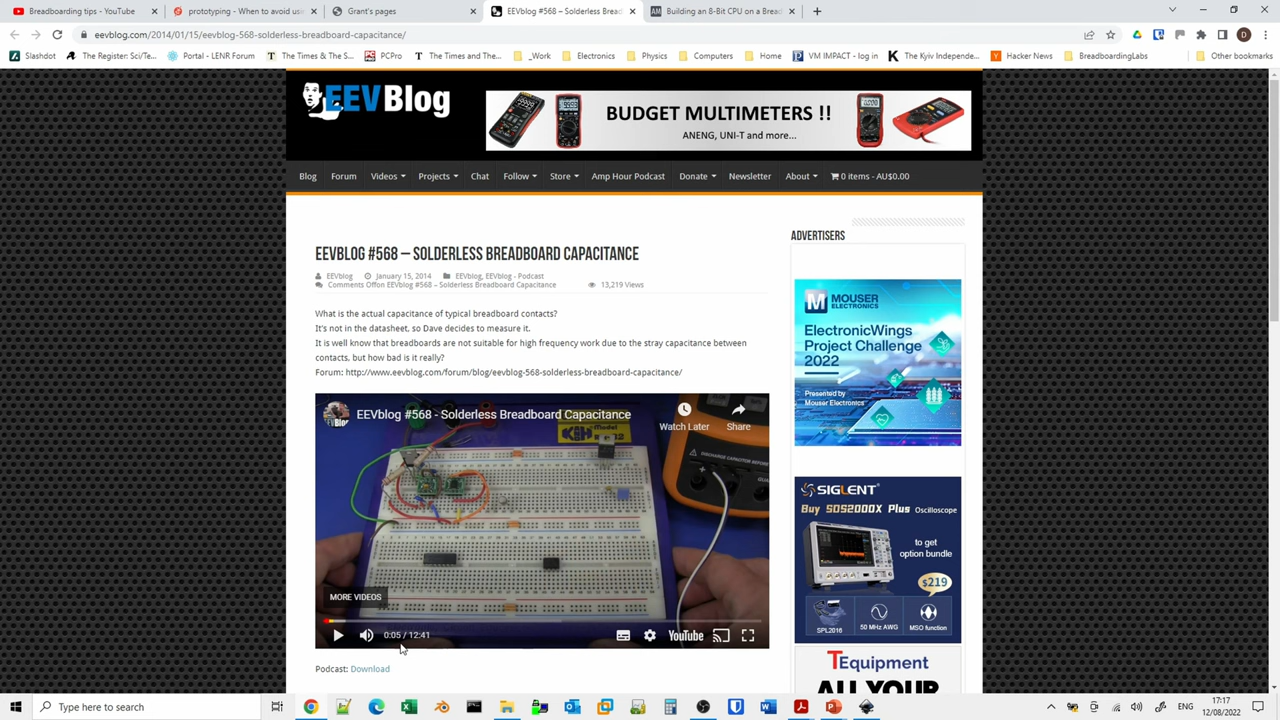 Breadboarding tips - YouTube
prototyping - When to avoid usin
Grant's pages
EEVblog #568 – Solderless Bread
Building an 8-Bit CPU on a Bread
eevblog.com/2014/01/15/eevblog-568-solderless-breadboard-capacitance/
Slashdot
The Register: Sci/Te...
Portal - LENR Forum
The Times & The S...
PCPro
The Times and The...
_Work
Electronics
Physics
Computers
Home
VM IMPACT - log in
The Kyiv Independe...
Hacker News
BreadboardingLabs
Other bookmarks
EEVBlog
BUDGET MULTIMETERS !!
ANENG, UNI-T and more...
Blog
Forum
Videos
Projects
Chat
Follow
Store
Amp Hour Podcast
Donate
Newsletter
About
0 items - AU$0.00
EEVBLOG #568 – SOLDERLESS BREADBOARD CAPACITANCE
EEVblog January 15, 2014 EEVblog, EEVblog - Podcast
Comments Offon EEVblog #568 – Solderless Breadboard Capacitance 13,219 Views
What is the actual capacitance of typical breadboard contacts?
It's not in the datasheet, so Dave decides to measure it.
It is well know that breadboards are not suitable for high frequency work due to the stray capacitance between
contacts, but how bad is it really?
Forum: http://www.eevblog.com/forum/blog/eevblog-568-solderless-breadboard-capacitance/
EEVblog #568 - Solderless Breadboard Capacitance
Watch Later
Share
MORE VIDEOS
0:05 / 12:41
YouTube
Podcast: Download
ADVERTISERS
M MOUSER
ELECTRONICS
ElectronicWings
Project Challenge
2022
Presented by
Mouser Electronics
SIGLENT
Buy SDS2000X Plus Oscilloscope
to get
option bundle
$219
SPL2016
50 MHz AWG
MSO function
TEquipment
ALL YOUR
Type here to search
ENG
17:17
12/08/2022